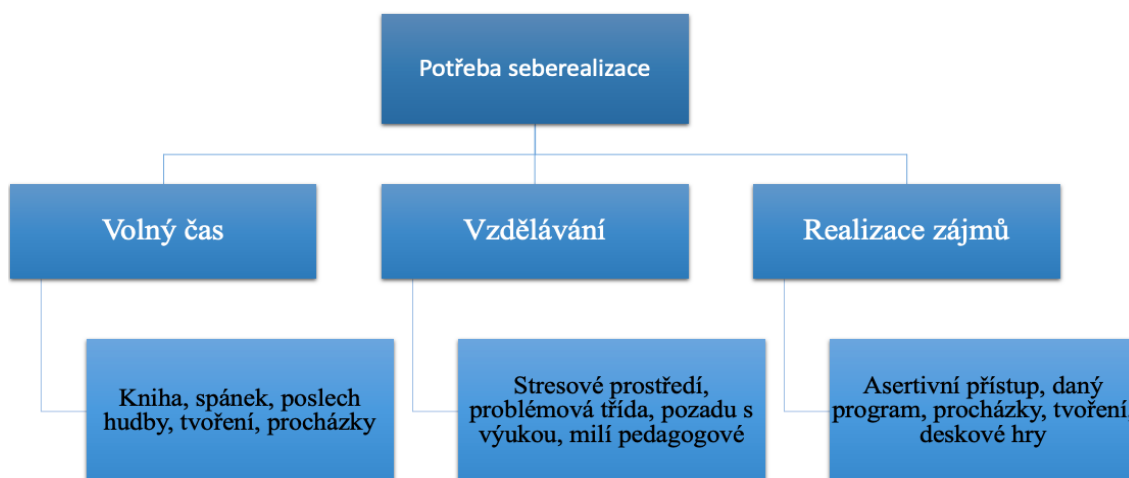 Potřeba seberealizace
Volný čas
Vzdělávání
Realizace zájmů
Kniha, spánek, poslech
hudby, tvoření, procházky
Stresové prostředí,
problémová třída, pozadu s
výukou, milí pedagogové
Asertivní přístup, daný
program, procházky, tvoření,
deskové hry